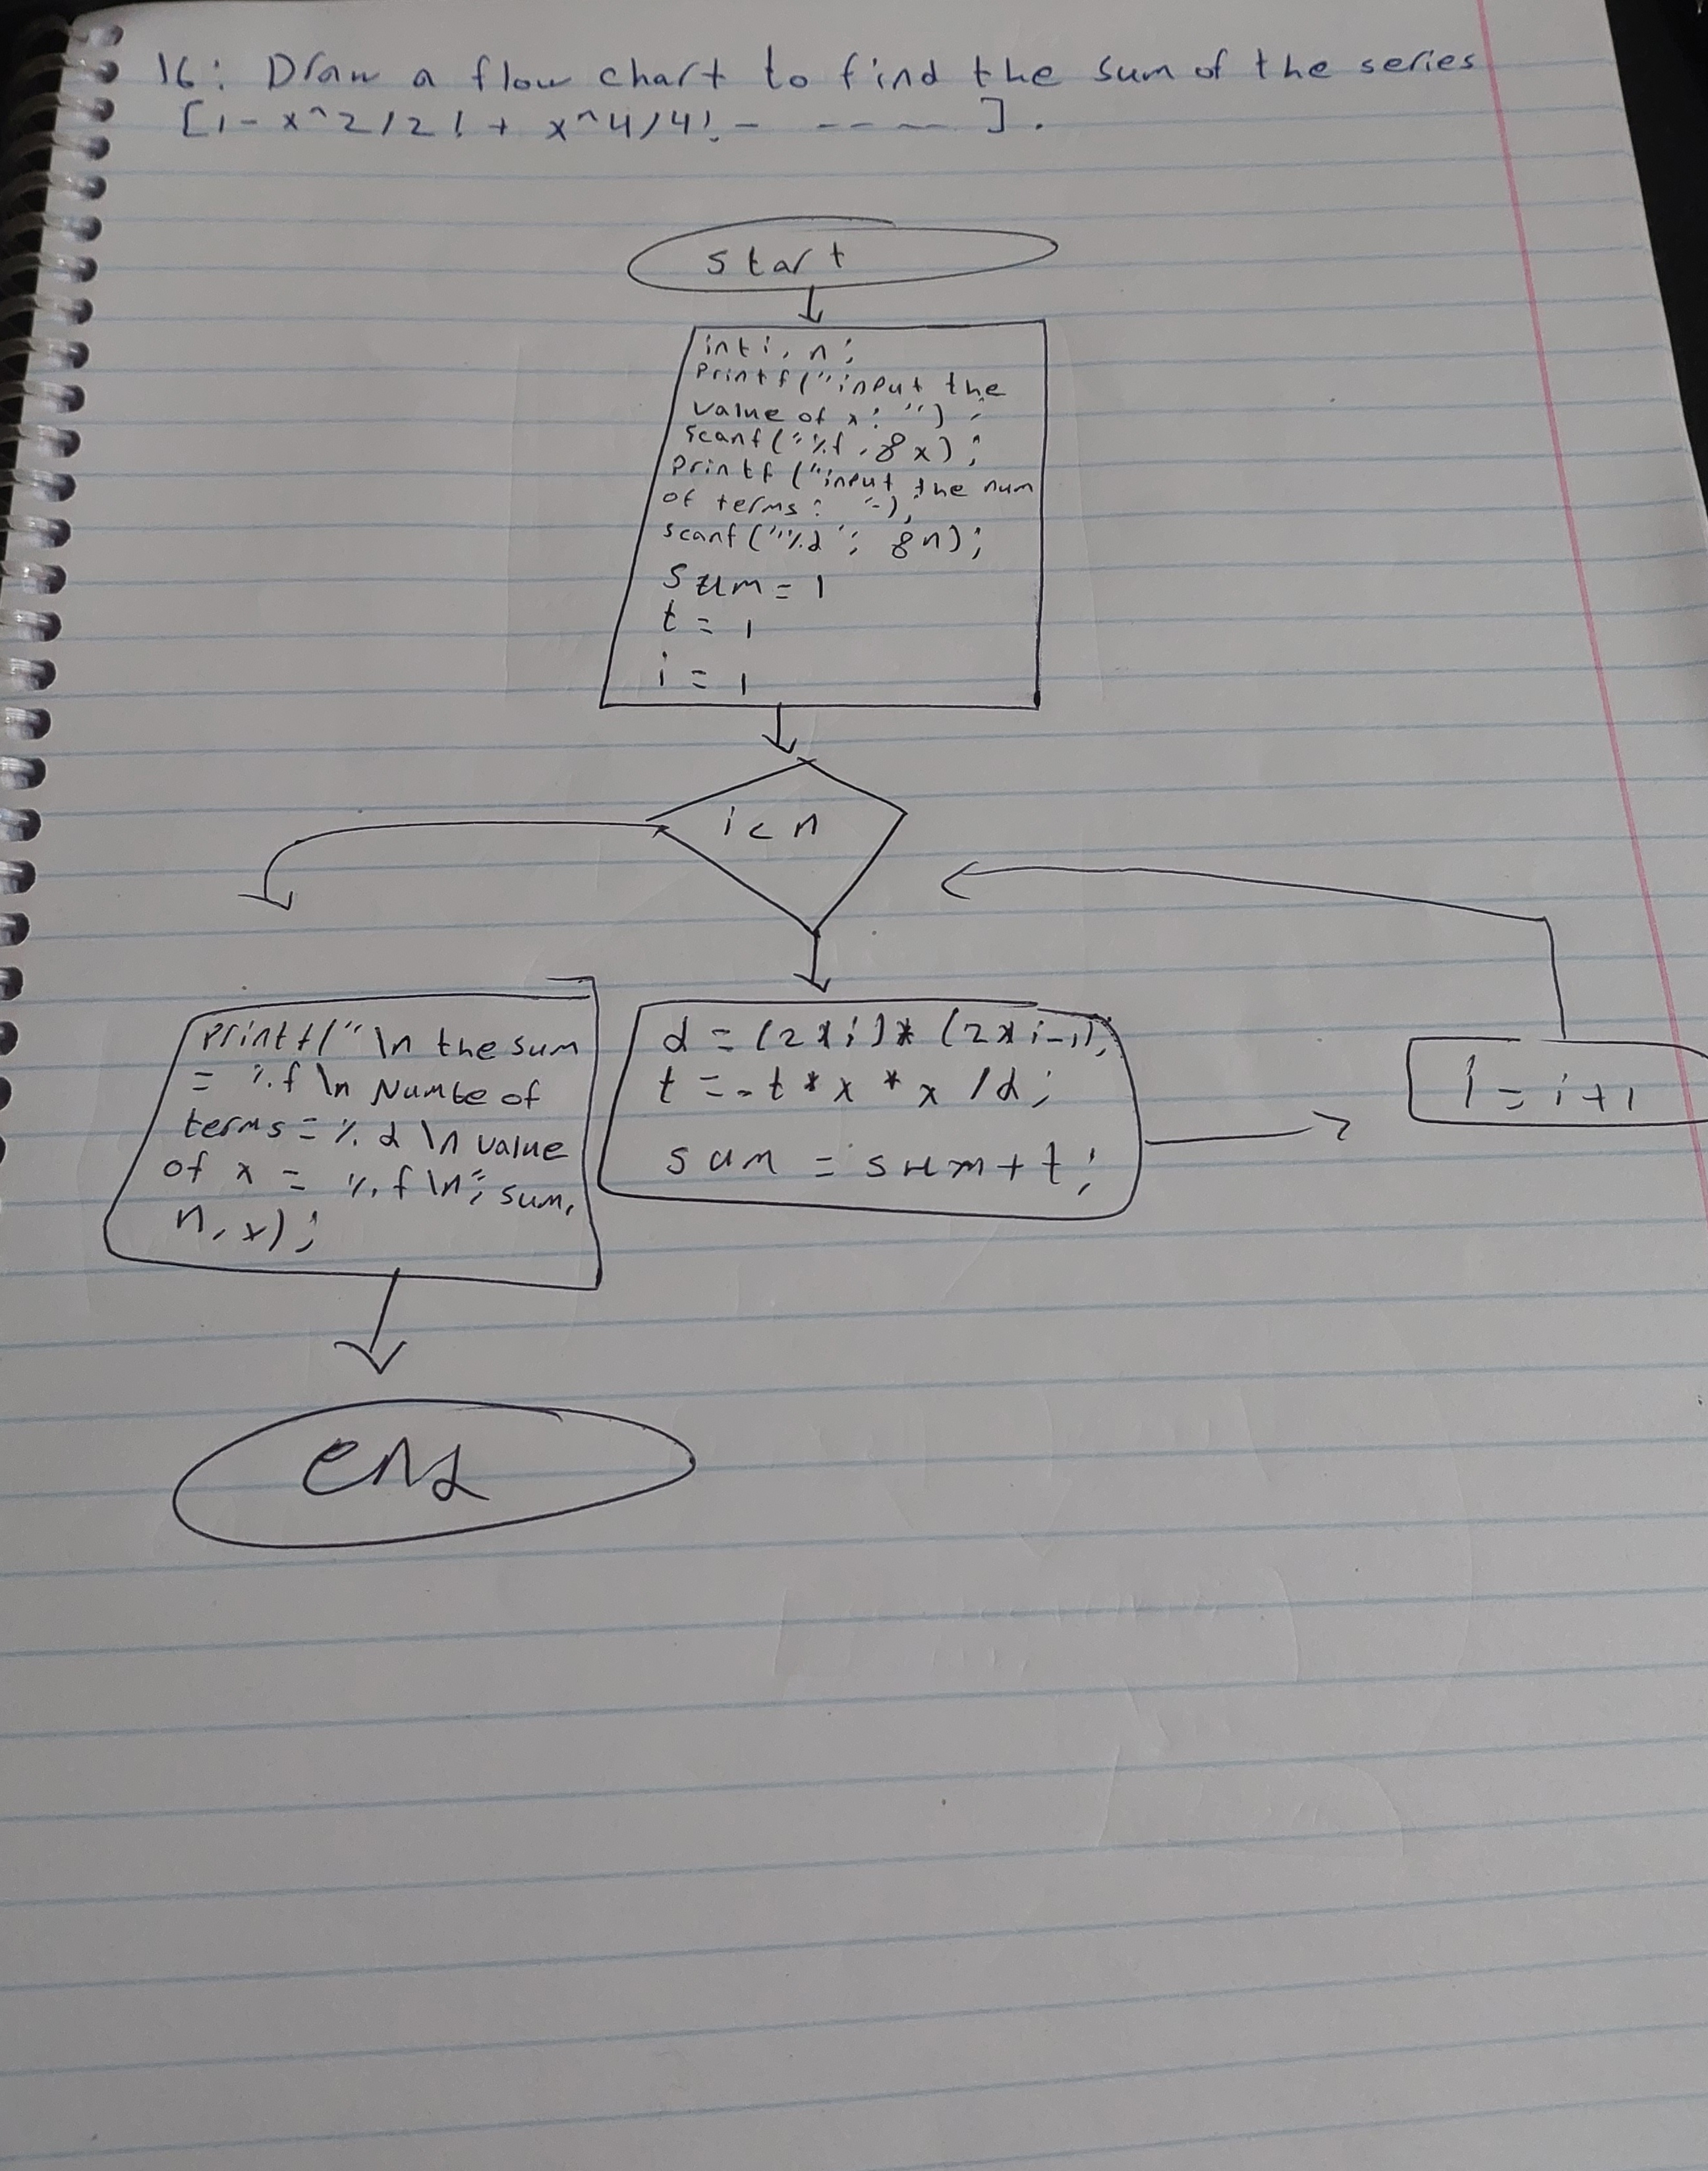 16: Draw a flow chart to find the sum of the series
[1 - x^2/2! + x^4/4! - - - - - ].
start
int i, n;
Printf("input the
value of x: ");
scanf("%f, &x);
Printf("input the num
of terms: ");
scanf("%d"; &n);
Sum = 1
t = 1
i = 1
i < n
d = (2*i)*(2*i-1);
t = -t * x * x /d;
sum = sum + t;
i = i+1
printf("\n the sum
= %f \n Numbe of
terms = %d \n value
of x = %f \n"; sum,
n, x);
end